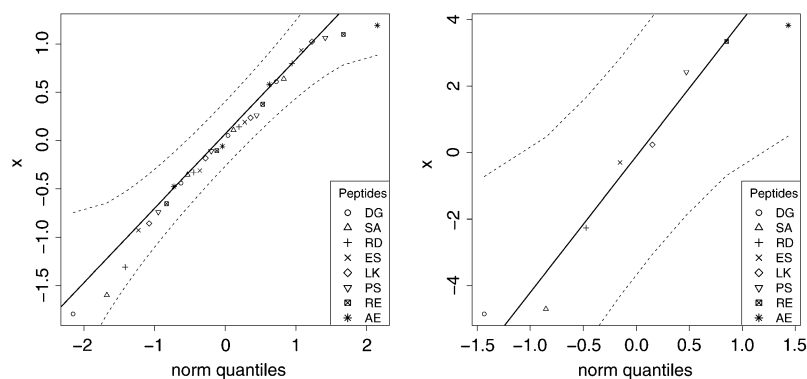 x
1.0
0.5
0.0
−0.5
−1.0
−1.5
−2
−1
0
1
2
norm quantiles
Peptides
DG
SA
RD
ES
LK
PS
RE
AE
x
4
2
0
−2
−4
−1.5
−1.0
−0.5
0.0
0.5
1.0
1.5
norm quantiles
Peptides
DG
SA
RD
ES
LK
PS
RE
AE